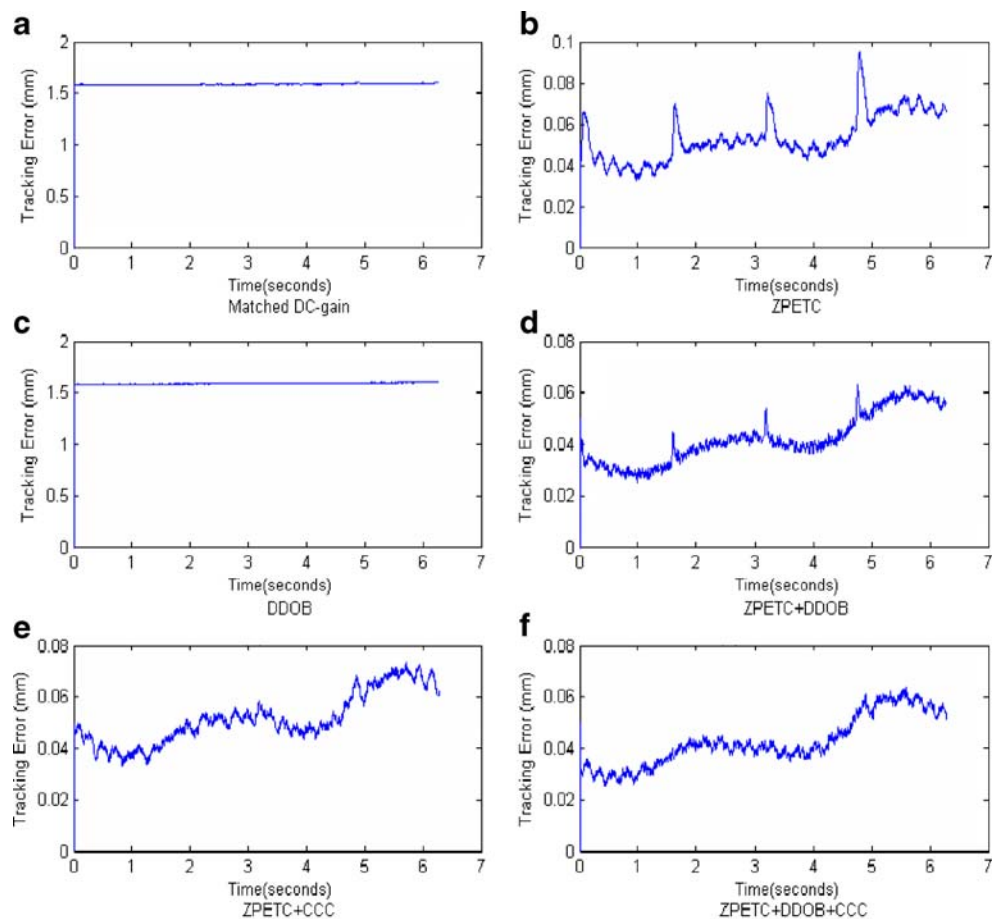 a
2
1.5
1
0.5
0
Tracking Error (mm)
0 1 2 3 4 5 6 7
Time(seconds)
Matched DC-gain
b
0.1
0.08
0.06
0.04
0.02
0
Tracking Error (mm)
0 1 2 3 4 5 6 7
Time(seconds)
ZPETC
c
2
1.5
1
0.5
0
Tracking Error (mm)
0 1 2 3 4 5 6 7
Time(seconds)
DDOB
d
0.08
0.06
0.04
0.02
0
Tracking Error (mm)
0 1 2 3 4 5 6 7
Time(seconds)
ZPETC+DDOB
e
0.08
0.06
0.04
0.02
0
Tracking Error (mm)
0 1 2 3 4 5 6 7
Time(seconds)
ZPETC+CCC
f
0.08
0.06
0.04
0.02
0
Tracking Error (mm)
0 1 2 3 4 5 6 7
Time(seconds)
ZPETC+DDOB+CCC